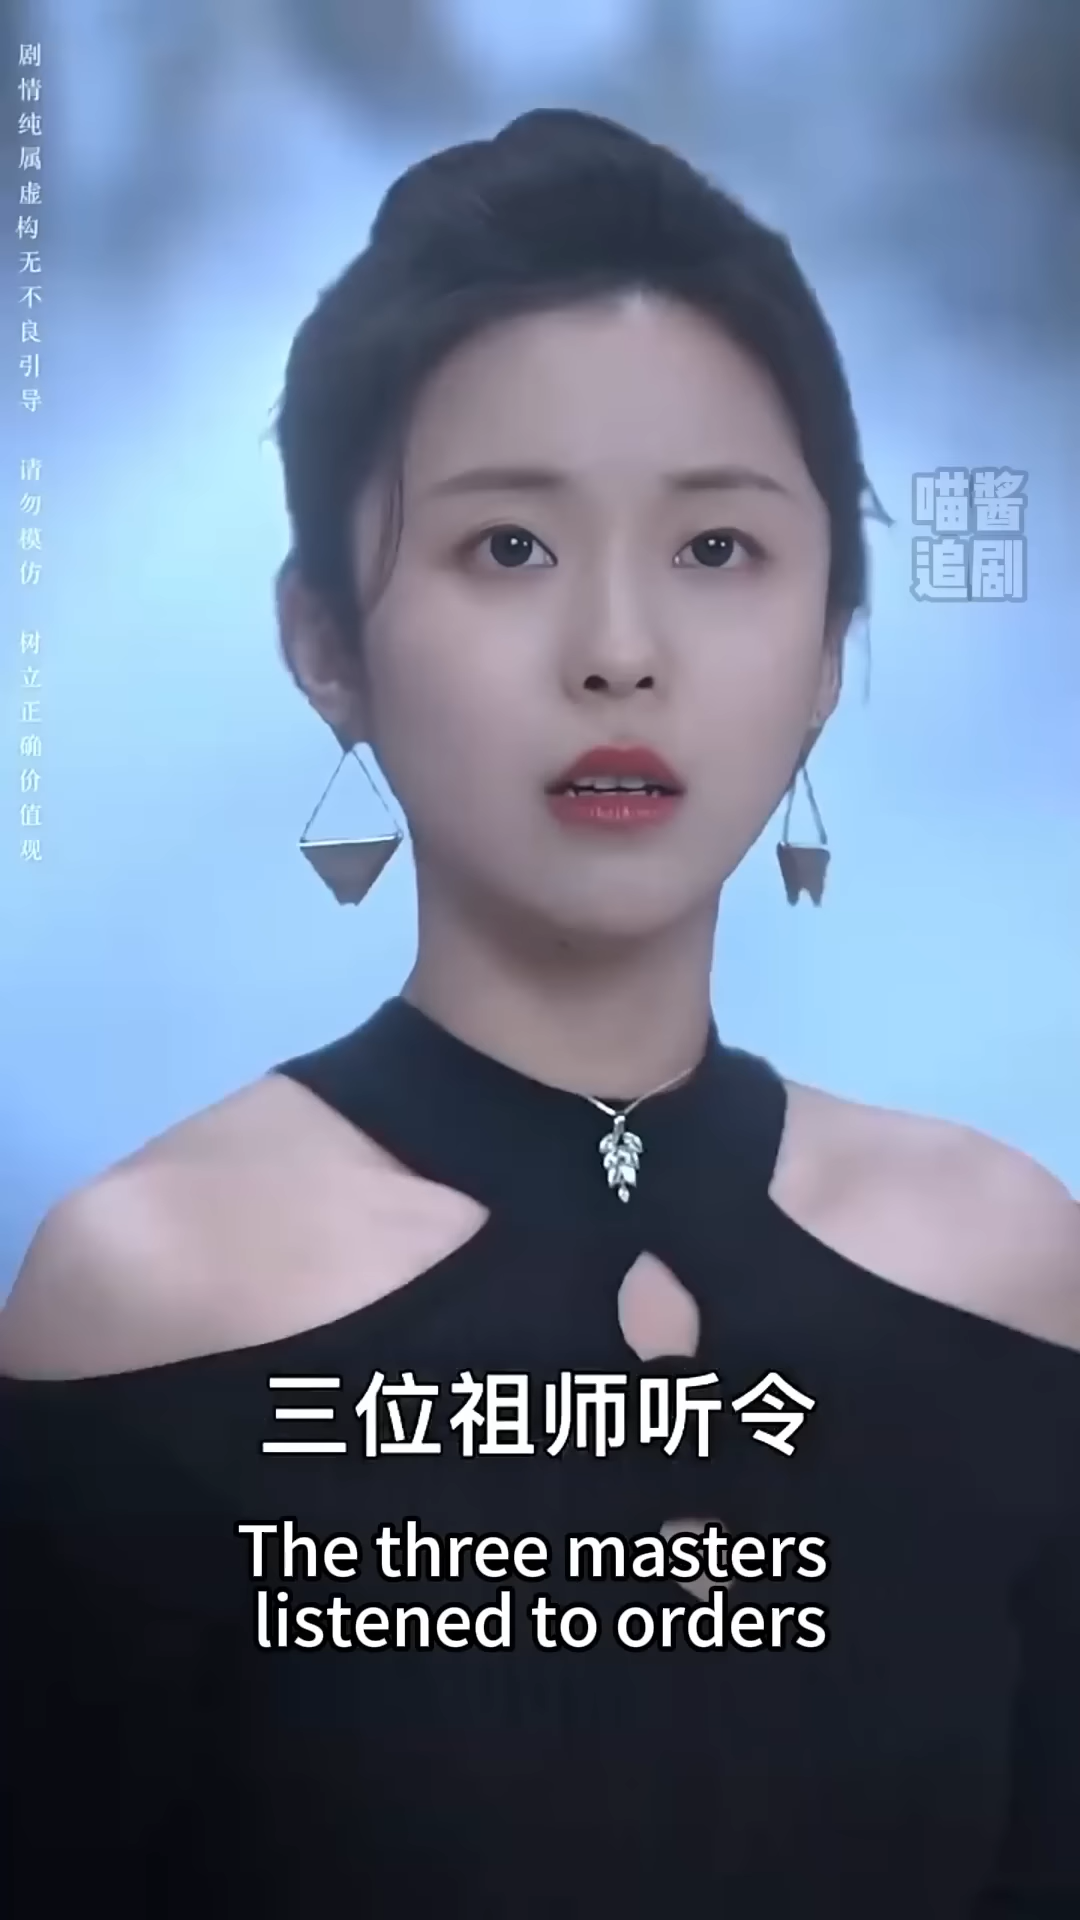 剧情纯属虚构无不良引导 请勿模仿 树立正确价值观
喵酱
追剧
三位祖师听令
The three masters
listened to orders